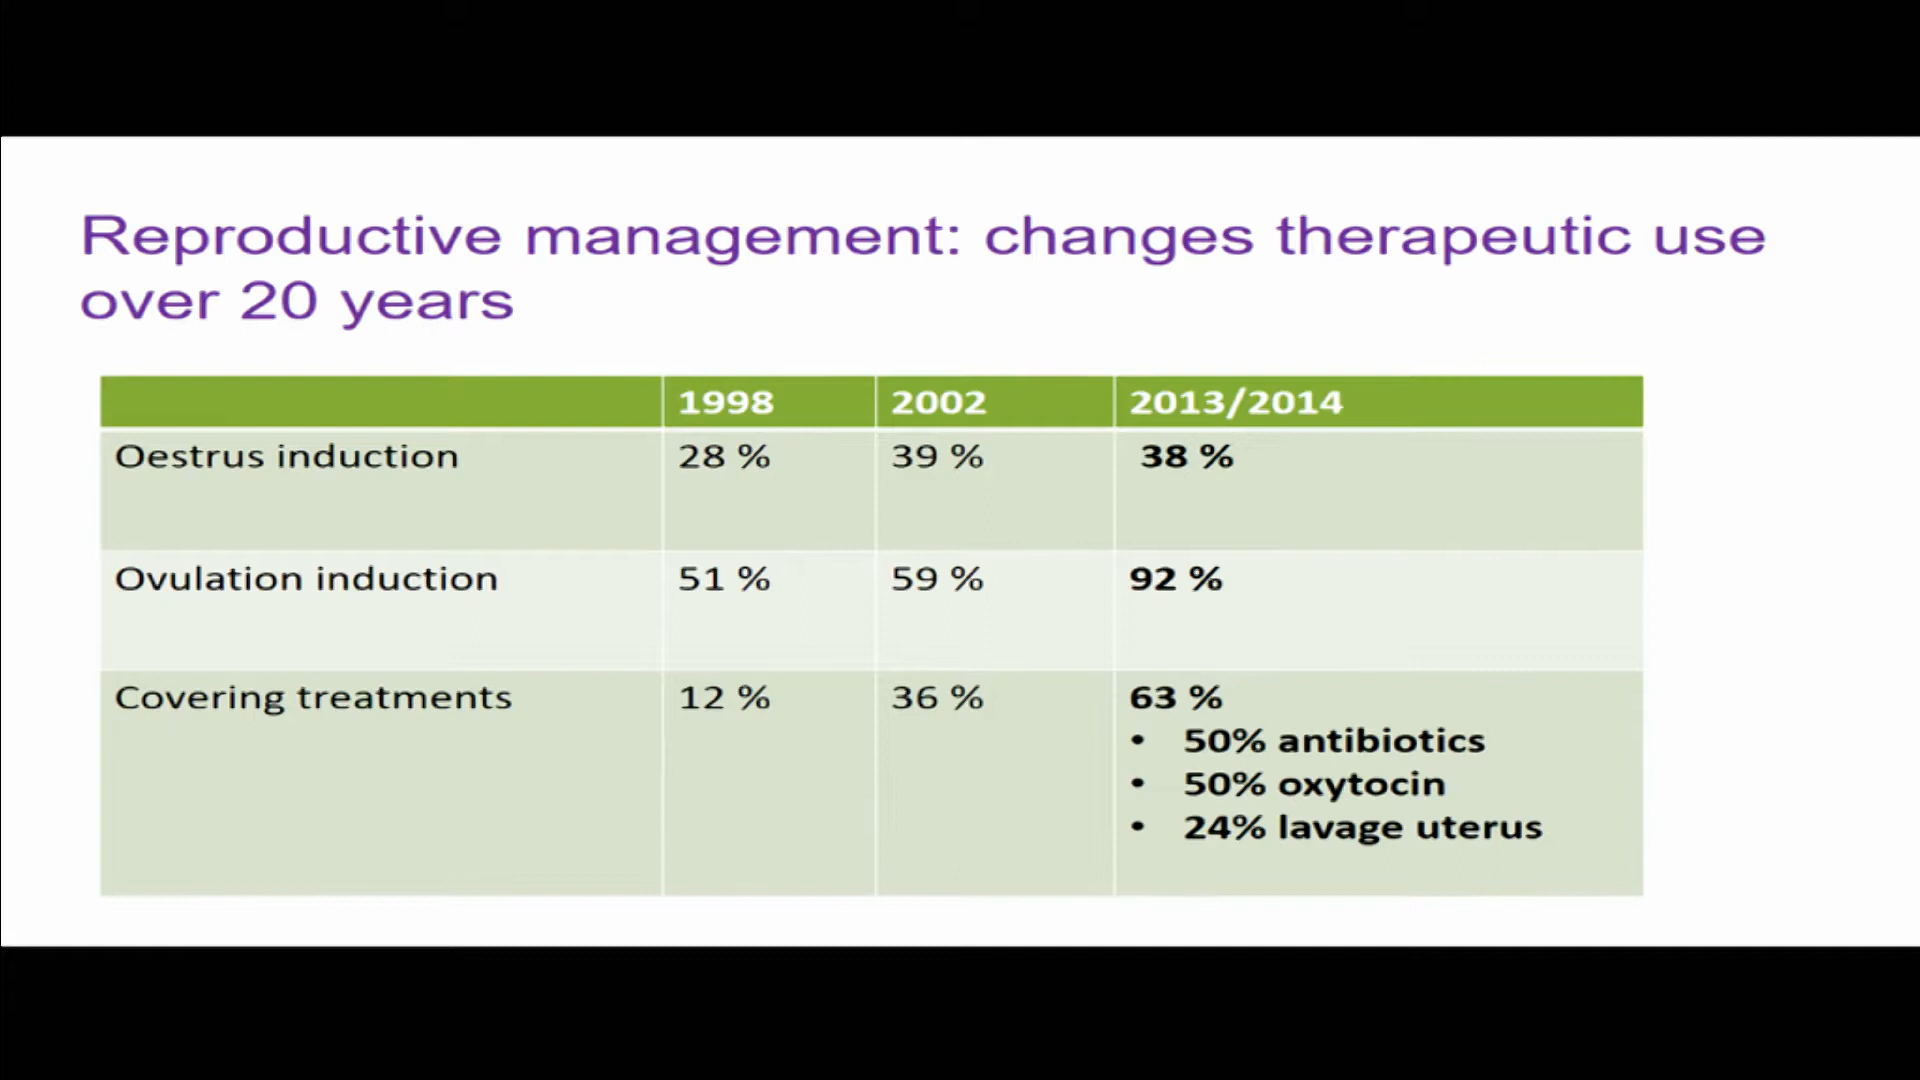 Reproductive management: changes therapeutic use
over 20 years
1998 2002 2013/2014
Oestrus induction 28 % 39 % 38 %
Ovulation induction 51 % 59 % 92 %
Covering treatments 12 % 36 % 63 %
• 50% antibiotics
• 50% oxytocin
• 24% lavage uterus